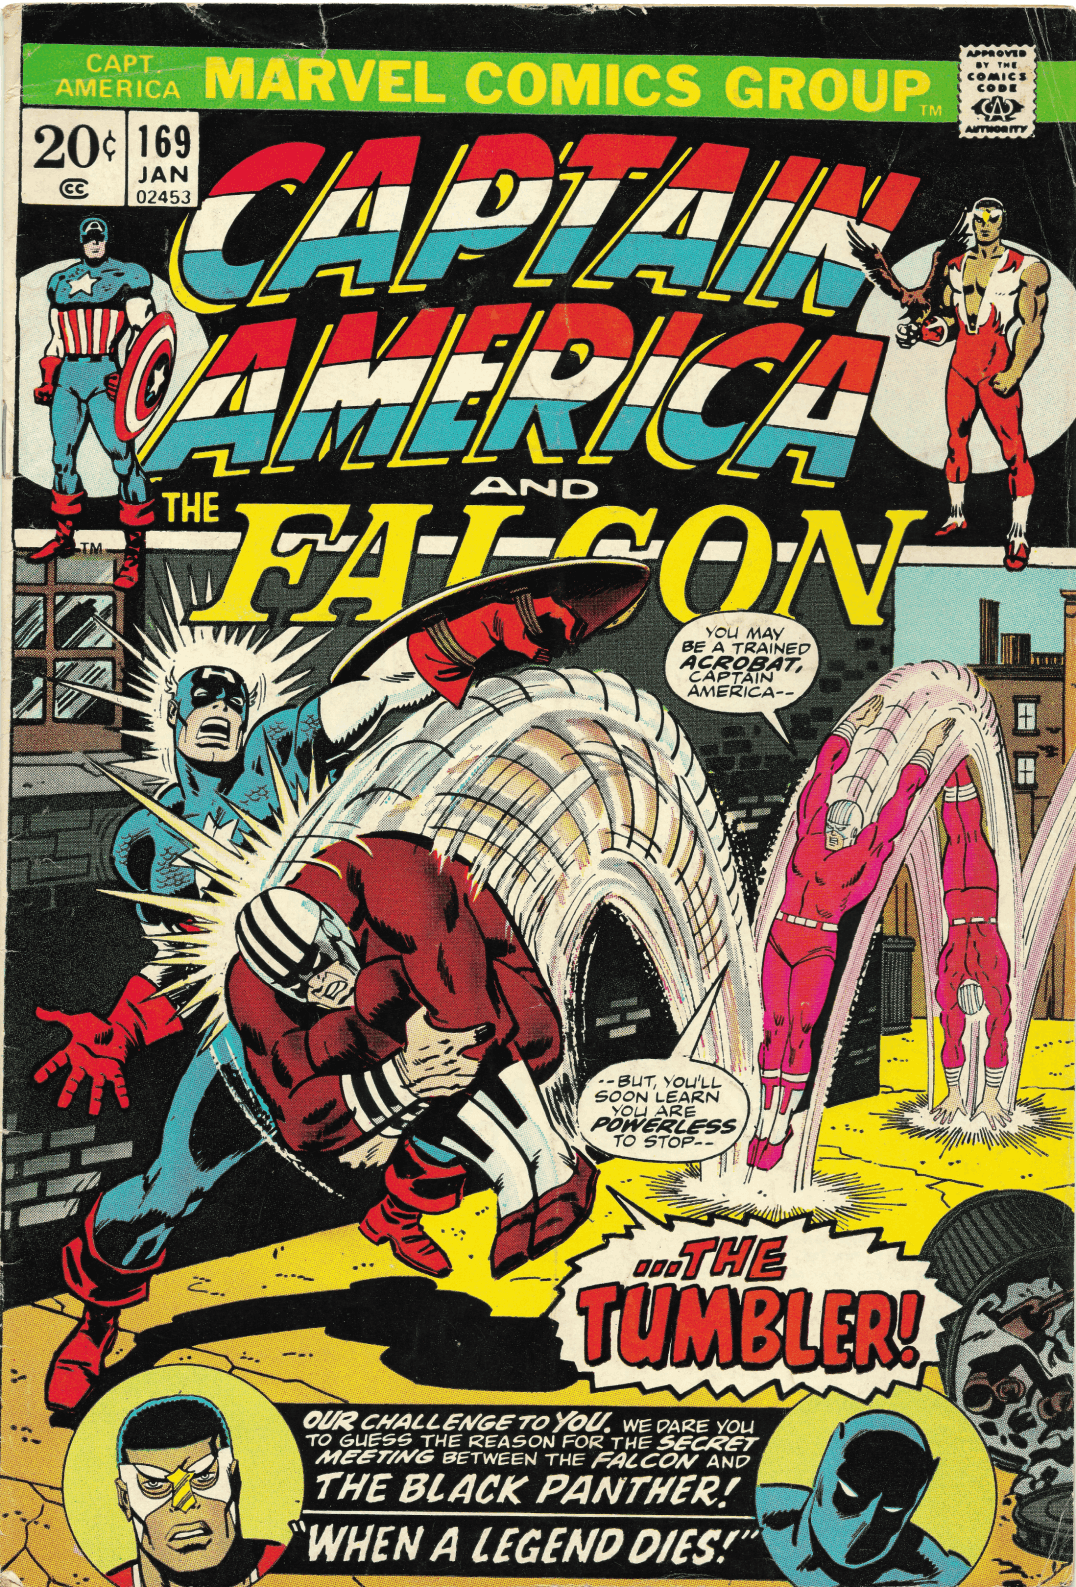 CAPT.
AMERICA
MARVEL COMICS GROUP
TM
APPROVED
BY THE
COMICS
CODE
CA
AUTHORITY
20¢
CC
169
JAN
02453
CAPTAIN
AMERICA
AND
THE FALCON
TM
YOU MAY
BE A TRAINED
ACROBAT,
CAPTAIN
AMERICA--
--BUT, YOU'LL
SOON LEARN
YOU ARE
POWERLESS
TO STOP--
...THE
TUMBLER!
OUR CHALLENGE TO YOU. WE DARE YOU
TO GUESS THE REASON FOR THE SECRET
MEETING BETWEEN THE FALCON AND
THE BLACK PANTHER!
"WHEN A LEGEND DIES!"